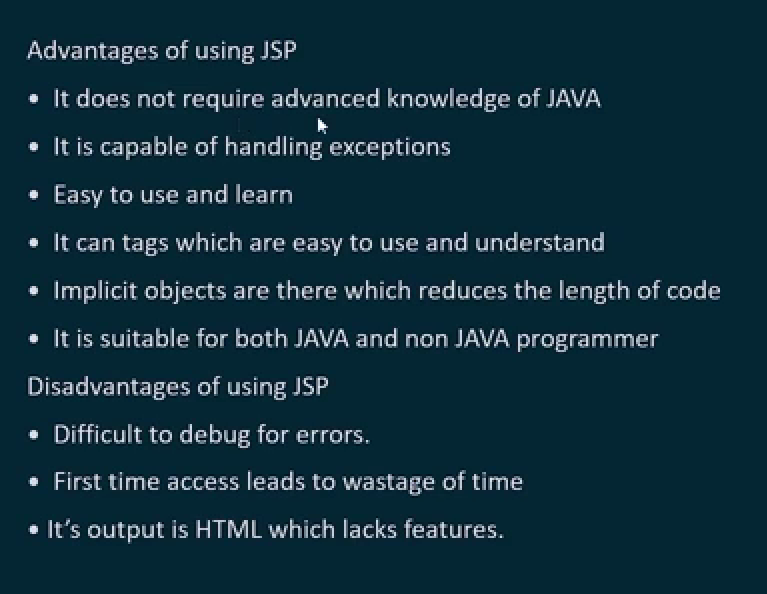 Advantages of using JSP
• It does not require advanced knowledge of JAVA
• It is capable of handling exceptions
• Easy to use and learn
• It can tags which are easy to use and understand
• Implicit objects are there which reduces the length of code
• It is suitable for both JAVA and non JAVA programmer
Disadvantages of using JSP
• Difficult to debug for errors.
• First time access leads to wastage of time
• It’s output is HTML which lacks features.